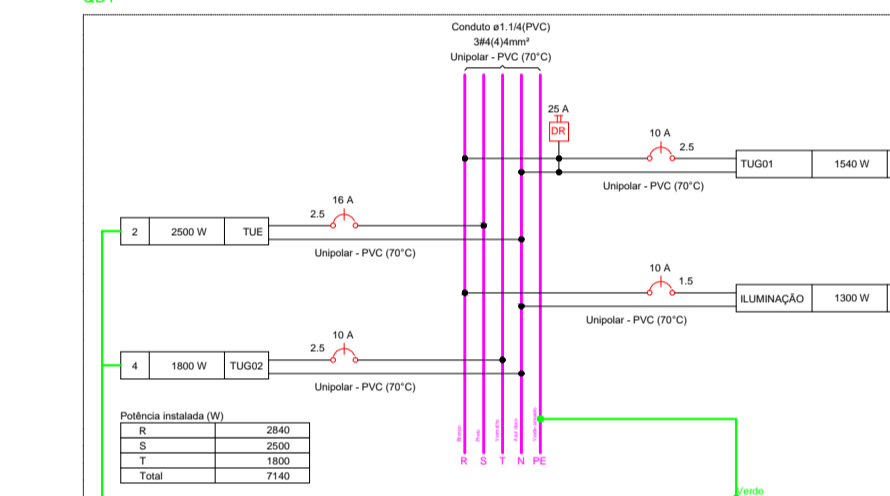 Conduto ø1.1/4(PVC)
3#4(4)4mm²
Unipolar - PVC (70°C)
25 A
DR
10 A
2.5
TUG01 1540 W
Unipolar - PVC (70°C)
16 A
2.5
2 2500 W TUE
Unipolar - PVC (70°C)
10 A
1.5
ILUMINAÇÃO 1300 W
Unipolar - PVC (70°C)
10 A
2.5
4 1800 W TUG02
Unipolar - PVC (70°C)
Potência instalada (W)
R 2840
S 2500
T 1800
Total 7140
R S T N PE
Verde